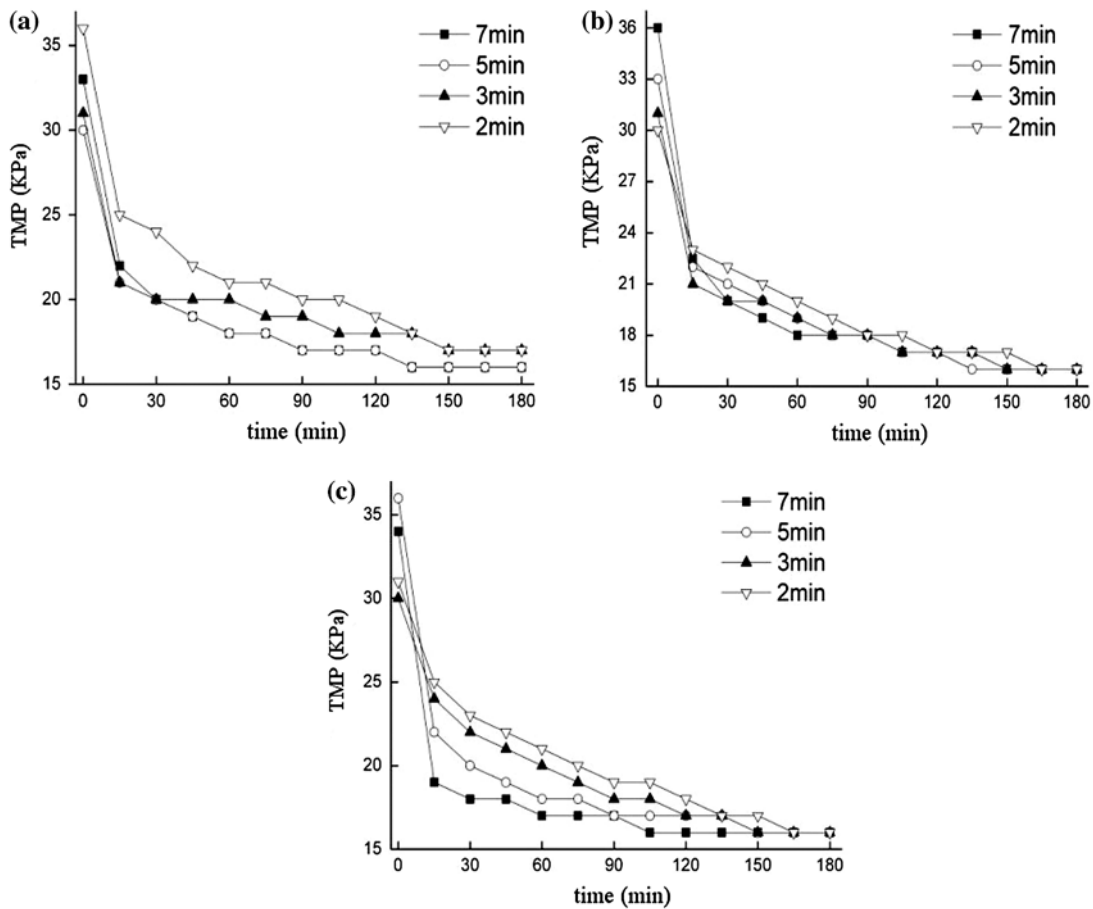 (a)
7min
5min
3min
2min
35
30
25
20
15
TMP (KPa)
0 30 60 90 120 150 180
time (min)
(b)
7min
5min
3min
2min
36
33
30
27
24
21
18
15
TMP (KPa)
0 30 60 90 120 150 180
time (min)
(c)
7min
5min
3min
2min
35
30
25
20
15
TMP (KPa)
0 30 60 90 120 150 180
time (min)